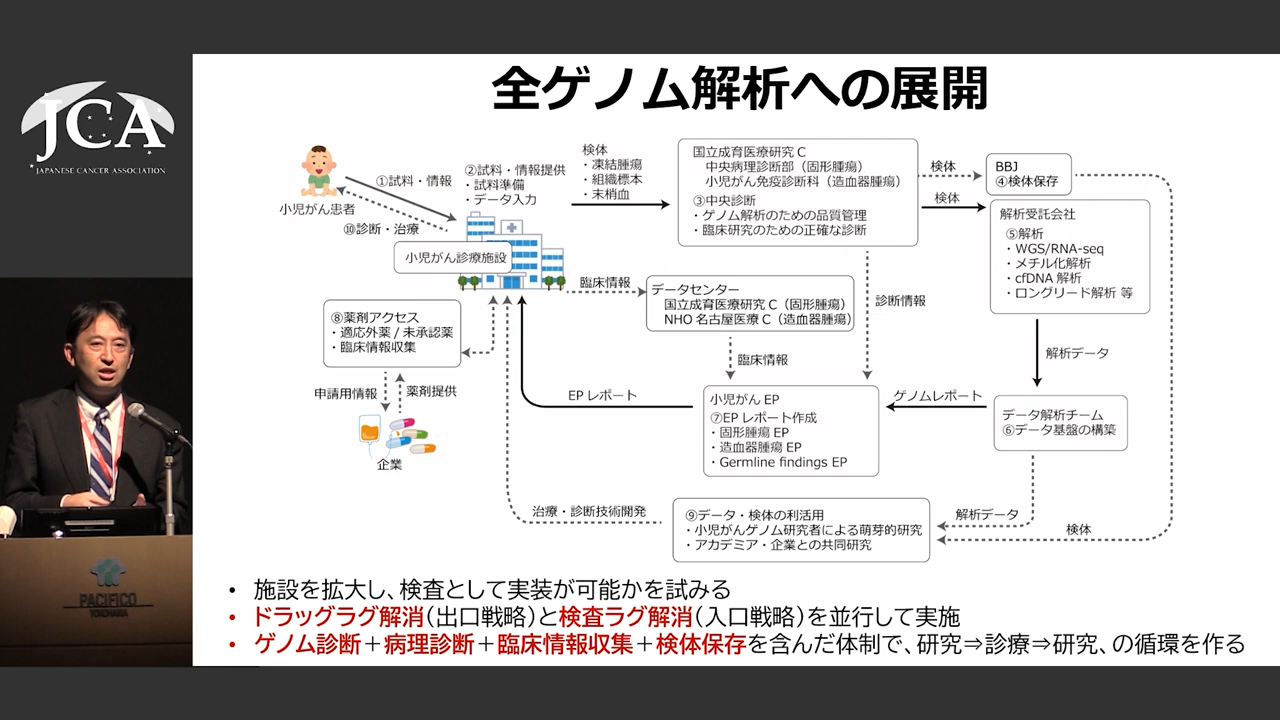 JCA
JAPANESE CANCER ASSOCIATION
全ゲノム解析への展開
小児がん患者
①試料・情報
⑩診断・治療
②試料・情報提供
・試料準備
・データ入力
小児がん診療施設
検体
・凍結腫瘍
・組織標本
・末梢血
国立成育医療研究C
中央病理診断部（固形腫瘍）
小児がん免疫診断科（造血器腫瘍）
③中央診断
・ゲノム解析のための品質管理
・臨床研究のための正確な診断
検体
検体
BBJ
④検体保存
解析受託会社
⑤解析
・WGS/RNA-seq
・メチル化解析
・cfDNA 解析
・ロングリード解析 等
臨床情報
データセンター
国立成育医療研究C（固形腫瘍）
NHO 名古屋医療C（造血器腫瘍）
診断情報
臨床情報
解析データ
⑧薬剤アクセス
・適応外薬 / 未承認薬
・臨床情報収集
申請用情報
薬剤提供
企業
EP レポート
小児がん EP
⑦EP レポート作成
・固形腫瘍 EP
・造血器腫瘍 EP
・Germline findings EP
ゲノムレポート
データ解析チーム
⑥データ基盤の構築
治療・診断技術開発
⑨データ・検体の利活用
・小児がんゲノム研究者による萌芽的研究
・アカデミア・企業との共同研究
解析データ
検体
• 施設を拡大し、検査として実装が可能かを試みる
• ドラッグラグ解消（出口戦略）と検査ラグ解消（入口戦略）を並行して実施
• ゲノム診断＋病理診断＋臨床情報収集＋検体保存を含んだ体制で、研究⇒診療⇒研究、の循環を作る
PACIFICO
YOKOHAMA